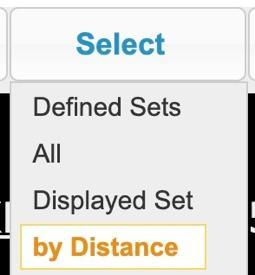 Select
Defined Sets
All
Displayed Set
by Distance